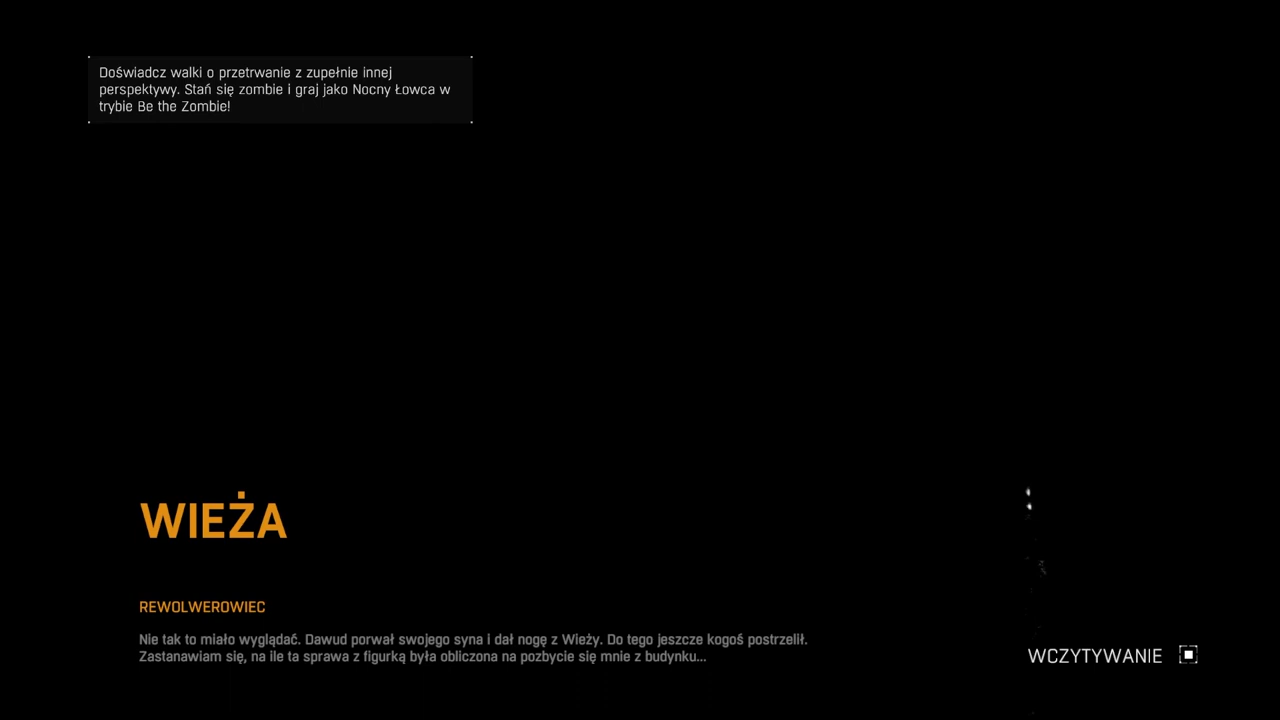 Doświadcz walki o przetrwanie z zupełnie innej
perspektywy. Stań się zombie i graj jako Nocny Łowca w
trybie Be the Zombie!
WIEŻA
REWOLWEROWIEC
Nie tak to miało wyglądać. Dawud porwał swojego syna i dał nogę z Wieży. Do tego jeszcze kogoś postrzelił.
Zastanawiam się, na ile ta sprawa z figurką była obliczona na pozbycie się mnie z budynku...
WCZYTYWANIE